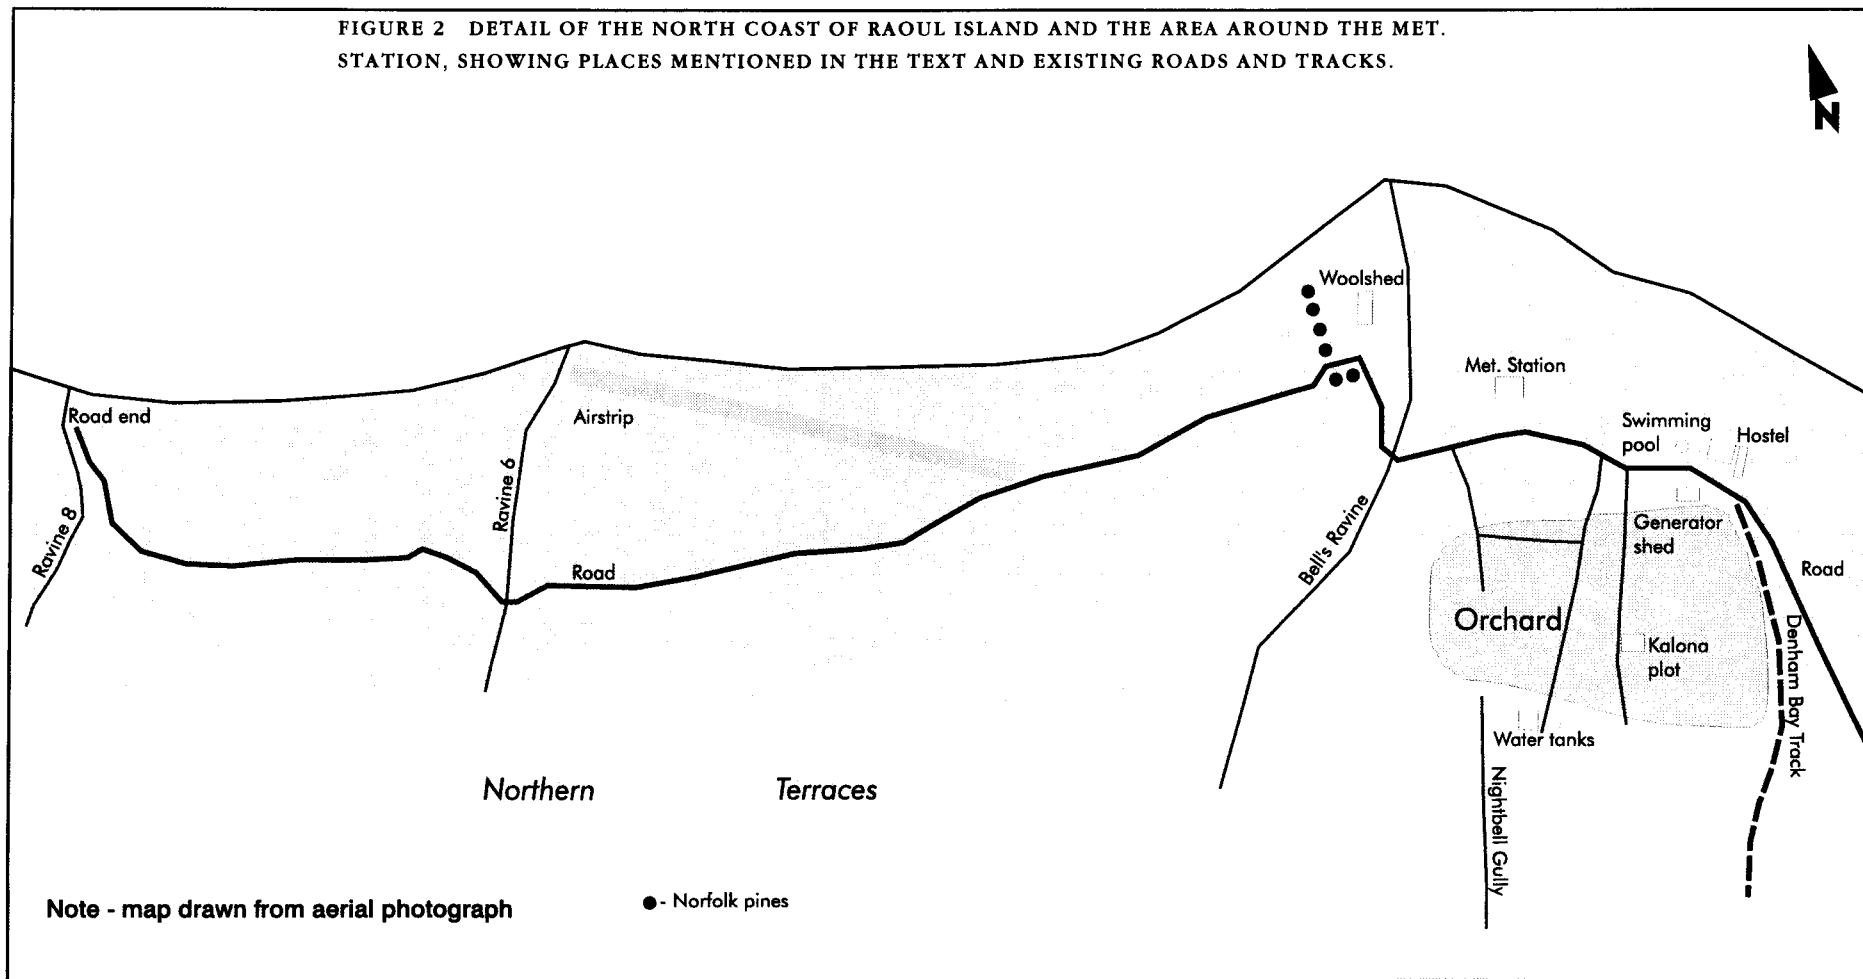 FIGURE 2 DETAIL OF THE NORTH COAST OF RAOUL ISLAND AND THE AREA AROUND THE MET.
STATION, SHOWING PLACES MENTIONED IN THE TEXT AND EXISTING ROADS AND TRACKS.
N
Woolshed
Met. Station
Road end
Airstrip
Swimming
pool
Hostel
Ravine 8
Ravine 6
Bell's Ravine
Generator
shed
Road
Road
Orchard
Kalona
plot
Denham Bay Track
Water tanks
Nightbell Gully
Northern Terraces
Note - map drawn from aerial photograph
- Norfolk pines